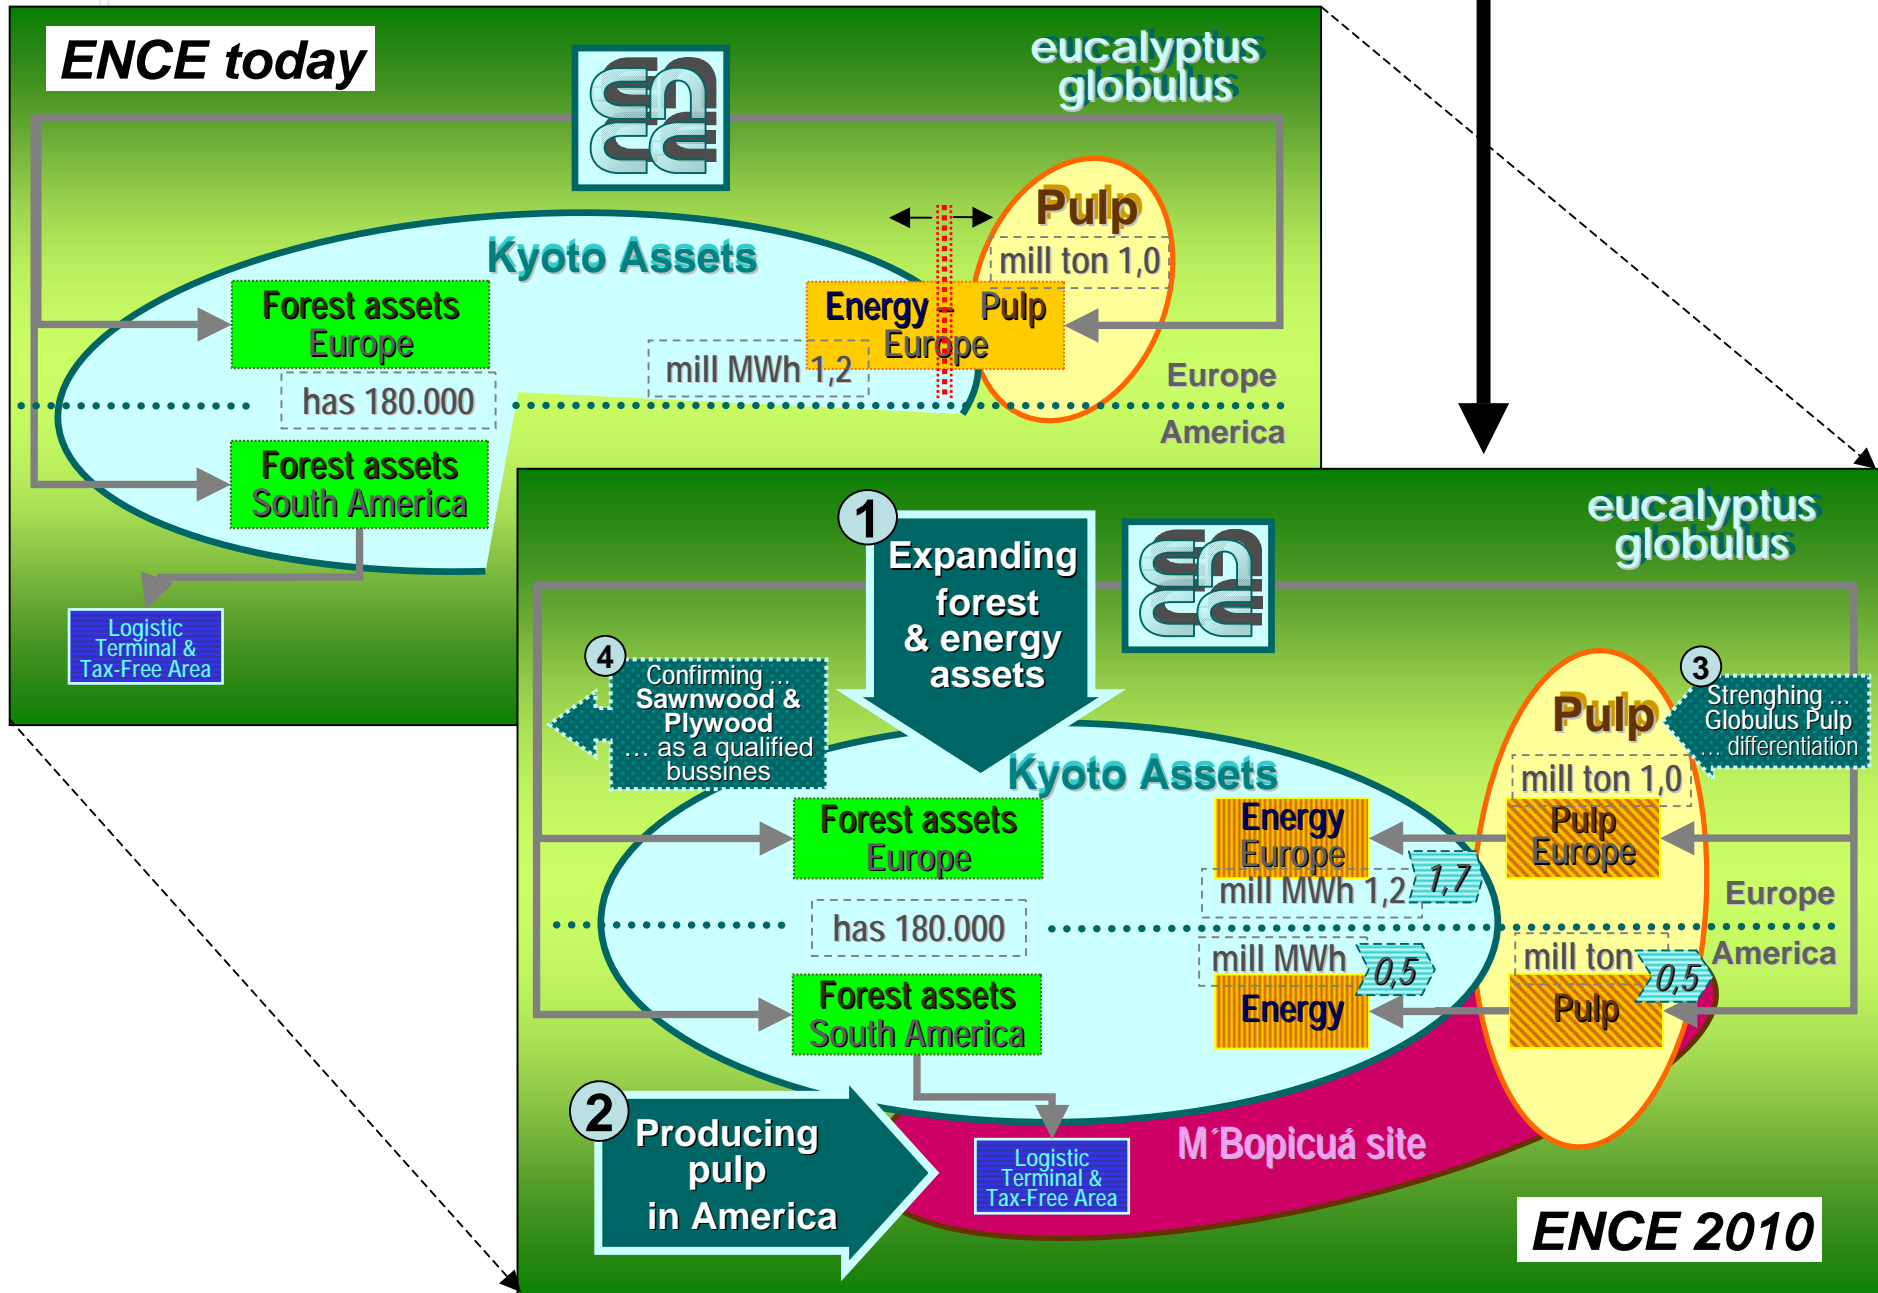 ENCE today
eucalyptus
globulus
ence
Pulp
mill ton 1,0
Kyoto Assets
Forest assets
Europe
Energy – Pulp
Europe
mill MWh 1,2
has 180.000
Europe
America
Forest assets
South America
Logistic
Terminal &
Tax-Free Area
eucalyptus
globulus
ence
1
Expanding
forest
& energy
assets
4
Confirming ...
Sawnwood &
Plywood
... as a qualified
bussines
3
Strenghing ...
Globulus Pulp
... differentiation
Pulp
mill ton 1,0
Kyoto Assets
Forest assets
Europe
Energy
Europe
Pulp
Europe
mill MWh 1,2
1,7
has 180.000
Europe
America
mill MWh
0,5
mill ton
0,5
Forest assets
South America
Energy
Pulp
2
Producing
pulp
in America
Logistic
Terminal &
Tax-Free Area
M´Bopicuá site
ENCE 2010